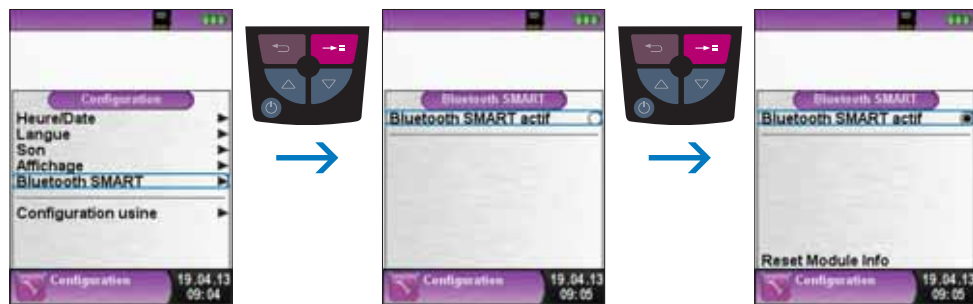 Configuration
Heure/Date
Langue
Son
Affichage
Bluetooth SMART
Configuration usine
Configuration
19.04.13
09:04
Bluetooth SMART
Bluetooth SMART actif
Configuration
19.04.13
09:05
Bluetooth SMART
Bluetooth SMART actif
Reset Module Info
Configuration
19.04.13
09:05